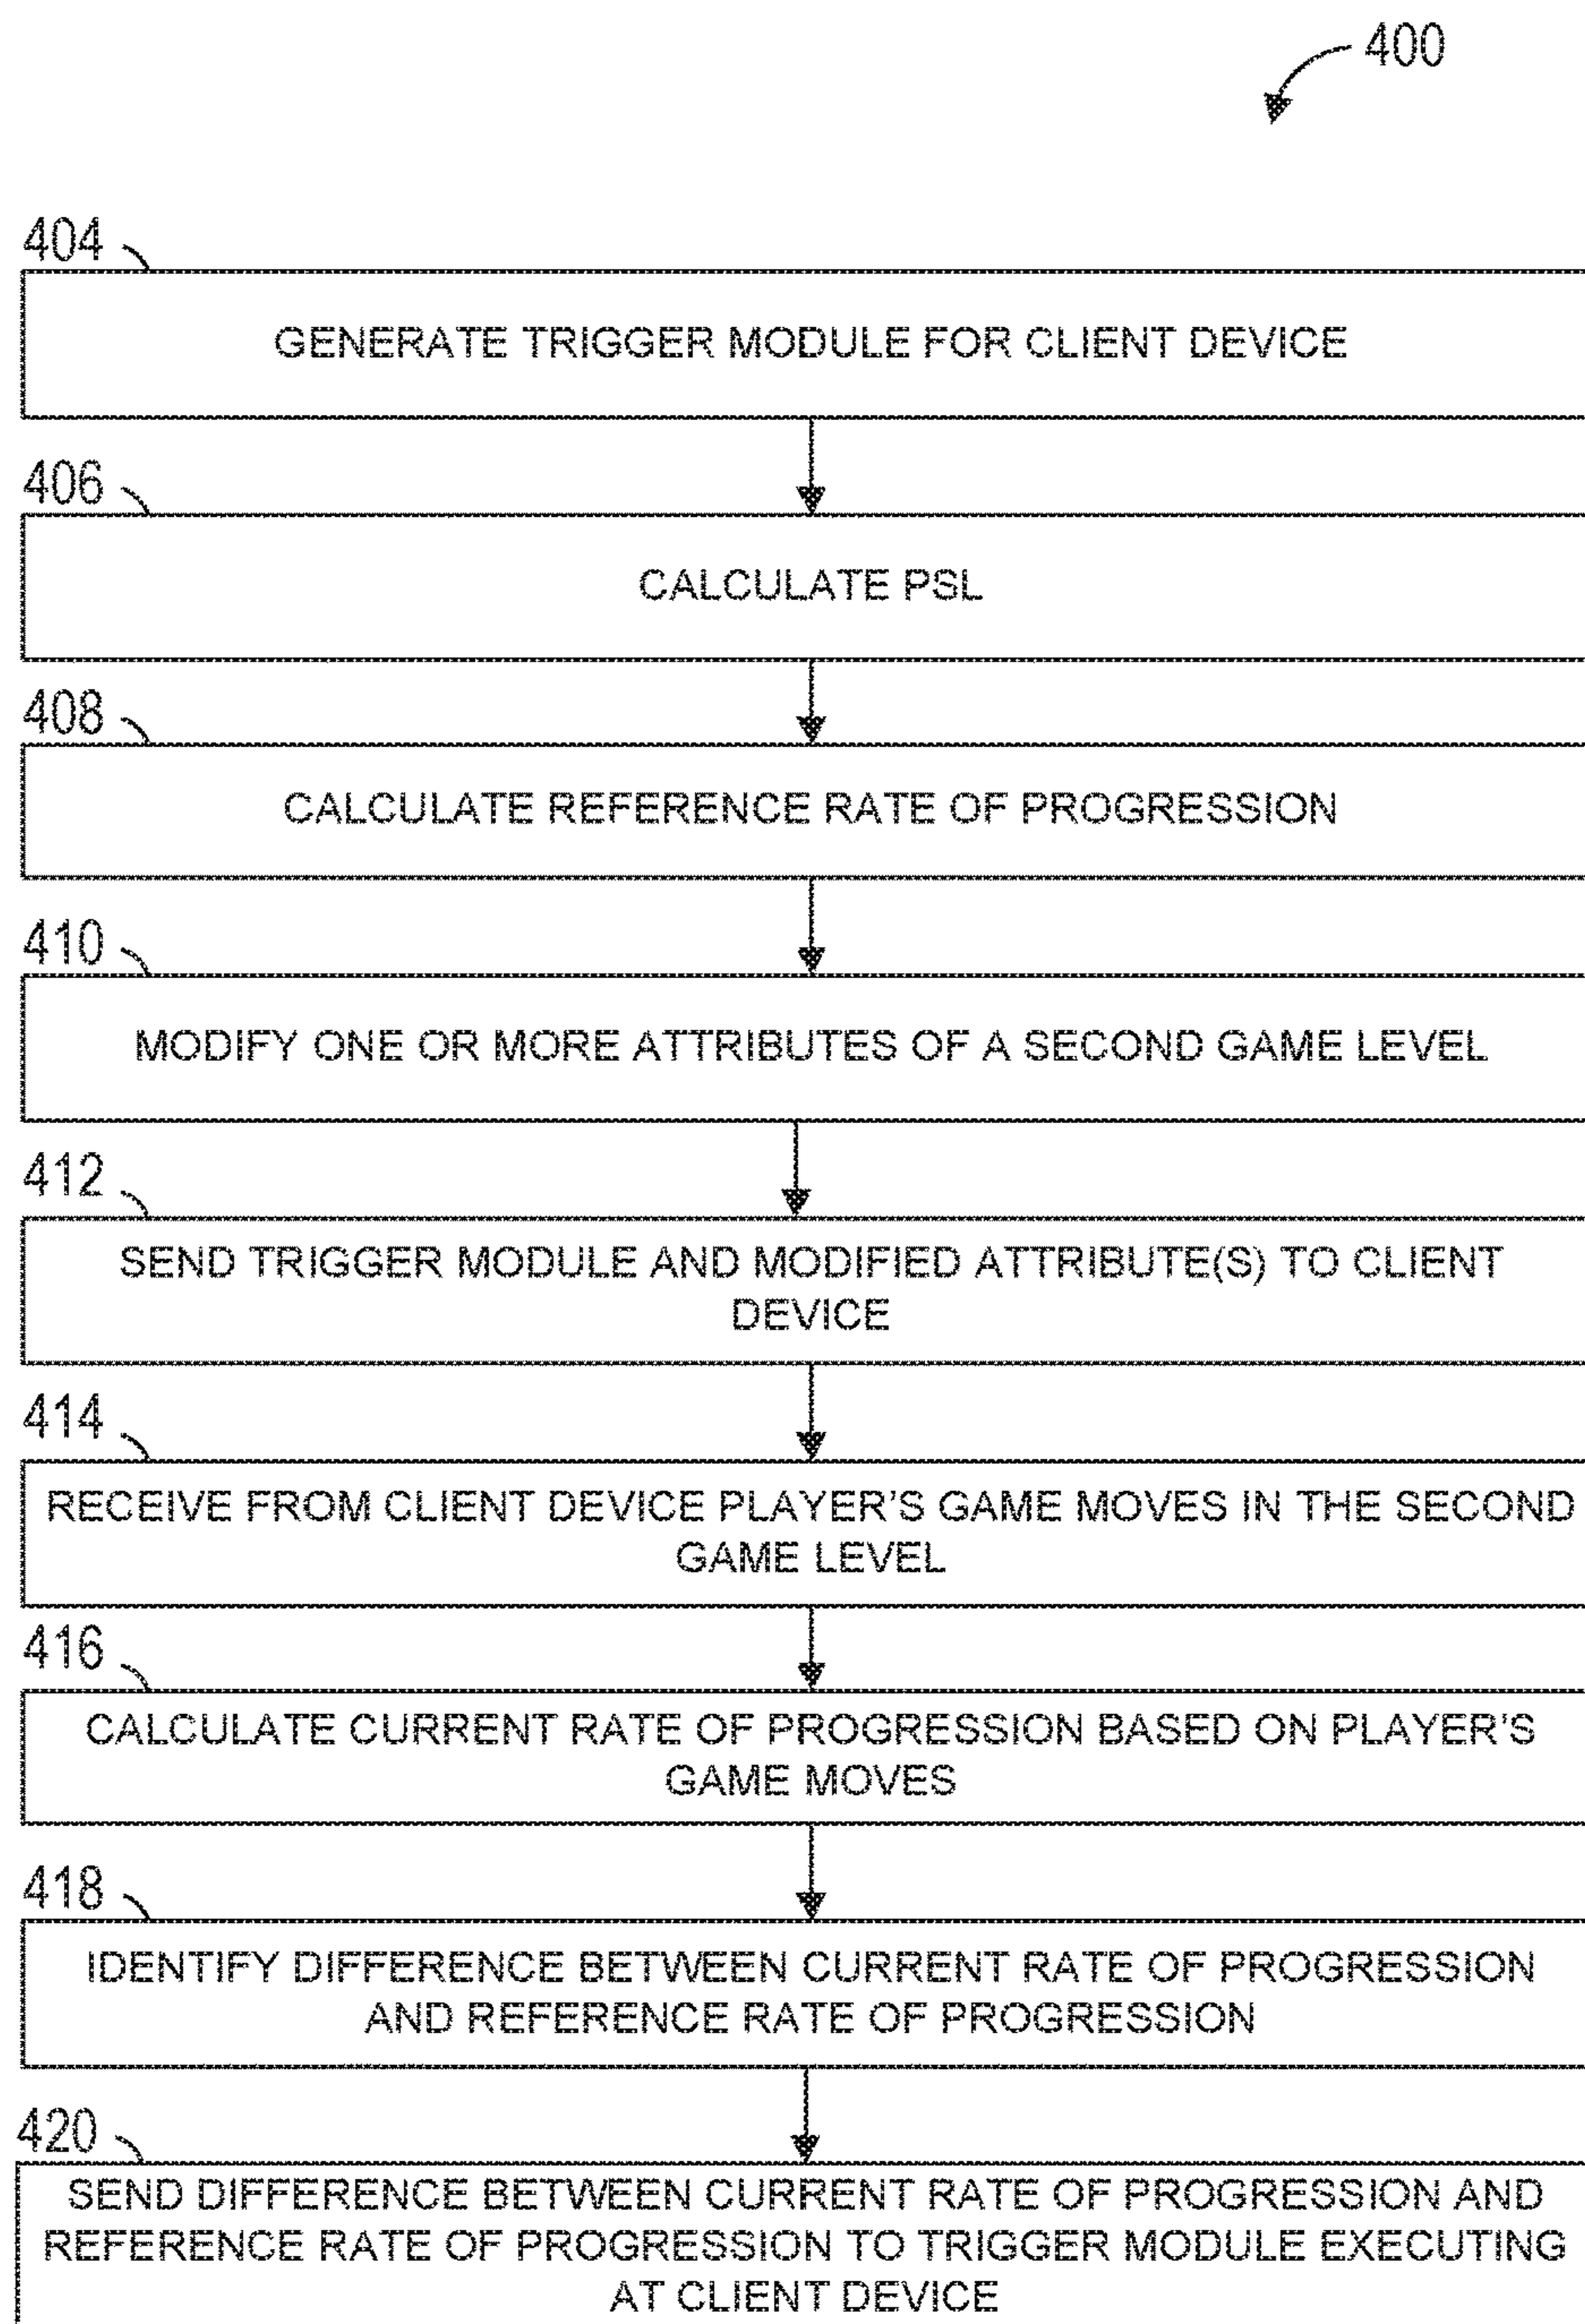 400
404
GENERATE TRIGGER MODULE FOR CLIENT DEVICE
406
CALCULATE PSL
408
CALCULATE REFERENCE RATE OF PROGRESSION
410
MODIFY ONE OR MORE ATTRIBUTES OF A SECOND GAME LEVEL
412
SEND TRIGGER MODULE AND MODIFIED ATTRIBUTE(S) TO CLIENT
DEVICE
414
RECEIVE FROM CLIENT DEVICE PLAYER'S GAME MOVES IN THE SECOND
GAME LEVEL
416
CALCULATE CURRENT RATE OF PROGRESSION BASED ON PLAYER'S
GAME MOVES
418
IDENTIFY DIFFERENCE BETWEEN CURRENT RATE OF PROGRESSION
AND REFERENCE RATE OF PROGRESSION
420
SEND DIFFERENCE BETWEEN CURRENT RATE OF PROGRESSION AND
REFERENCE RATE OF PROGRESSION TO TRIGGER MODULE EXECUTING
AT CLIENT DEVICE